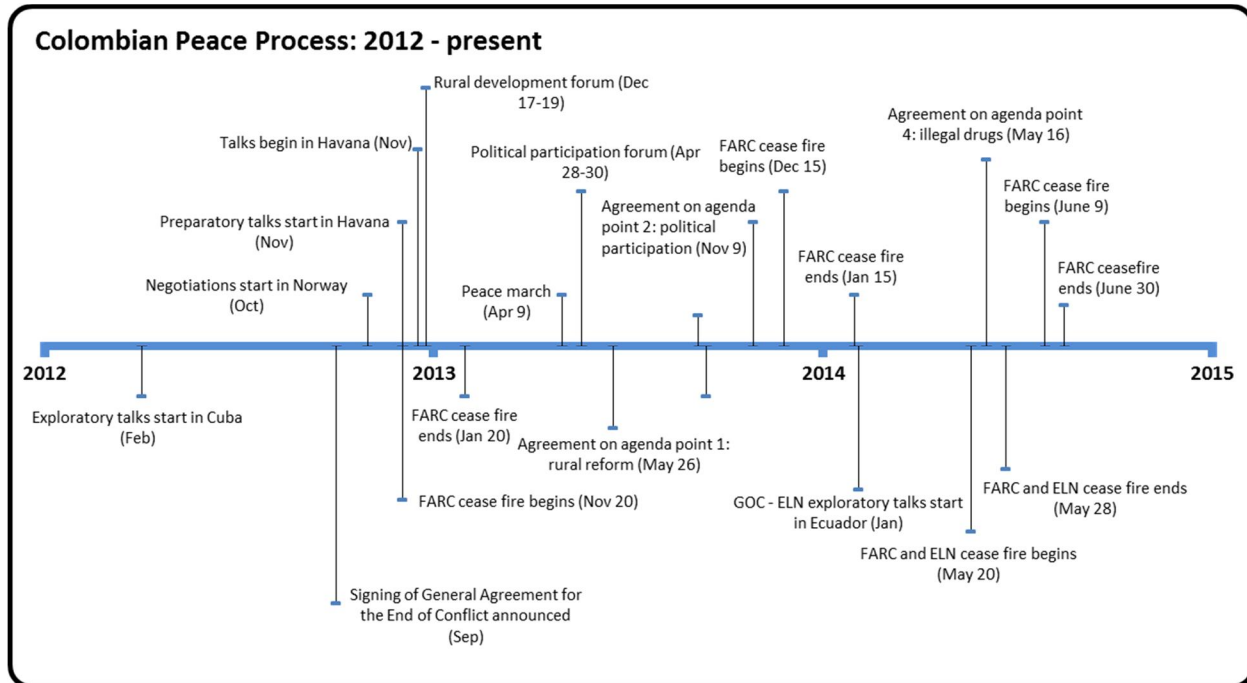 Colombian Peace Process: 2012 - present
Rural development forum (Dec
17-19)
Talks begin in Havana (Nov)
Preparatory talks start in Havana
(Nov)
Negotiations start in Norway
(Oct)
Political participation forum (Apr
28-30)
Peace march
(Apr 9)
Agreement on agenda
point 2: political
participation (Nov 9)
FARC cease fire
begins (Dec 15)
FARC cease fire
ends (Jan 15)
Agreement on agenda point
4: illegal drugs (May 16)
FARC cease fire
begins (June 9)
FARC ceasefire
ends (June 30)
2012
2013
2014
2015
Exploratory talks start in Cuba
(Feb)
Signing of General Agreement for
the End of Conflict announced
(Sep)
FARC cease fire begins (Nov 20)
FARC cease fire
ends (Jan 20)
Agreement on agenda point 1:
rural reform (May 26)
GOC - ELN exploratory talks start
in Ecuador (Jan)
FARC and ELN cease fire begins
(May 20)
FARC and ELN cease fire ends
(May 28)